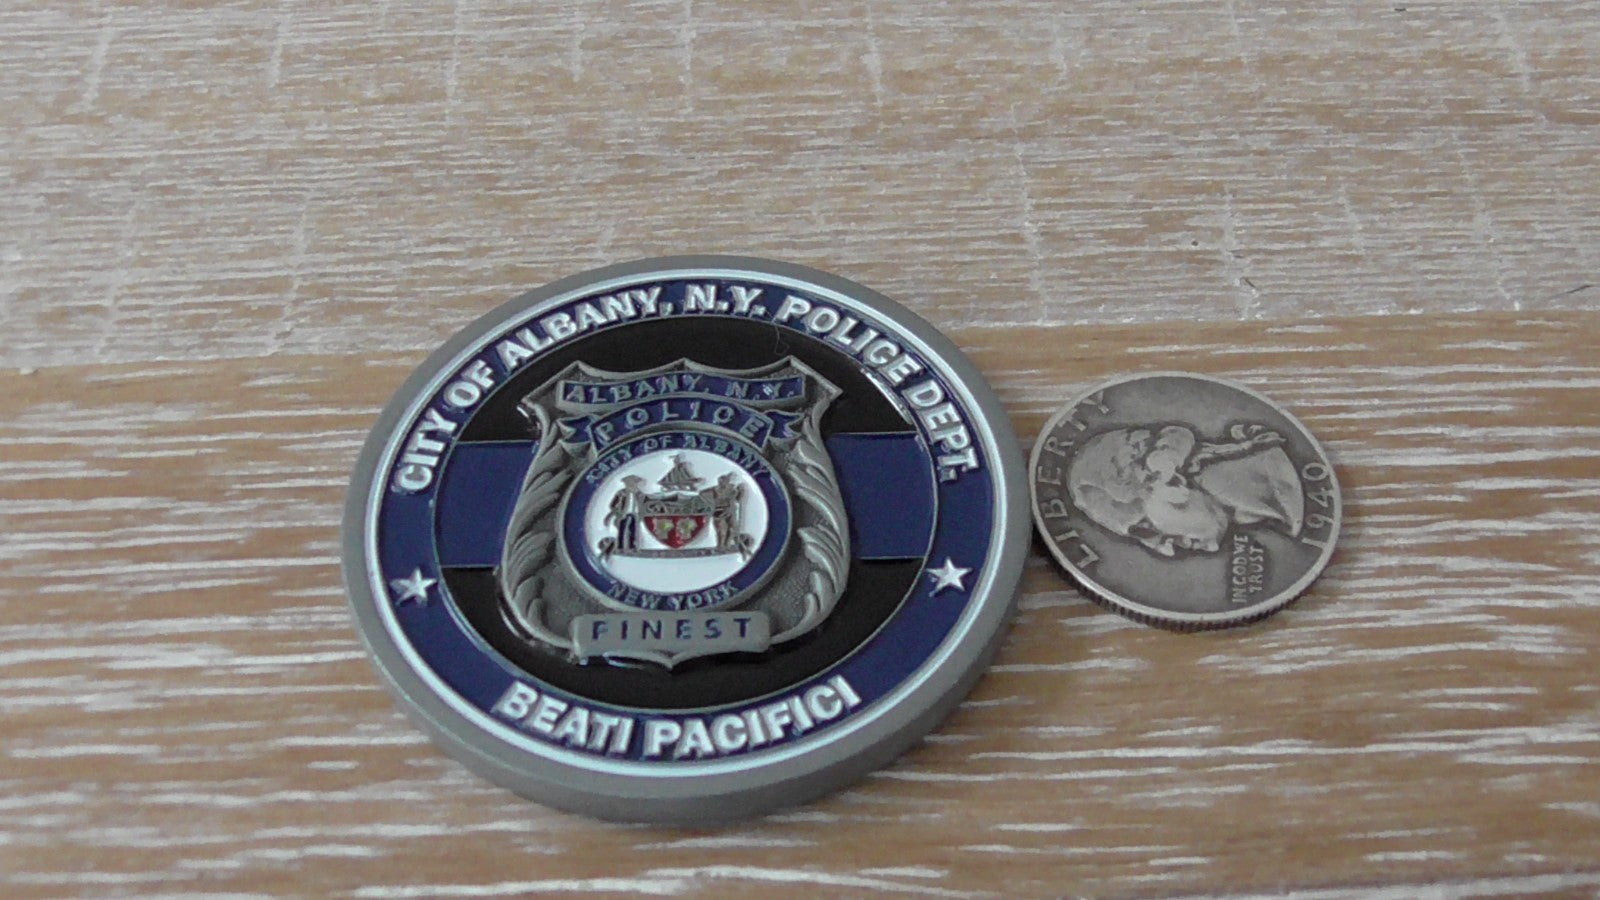 CITY OF ALBANY, N.Y. POLICE DEPT.
ALBANY, N.Y.
POLICE
CITY OF ALBANY
NEW YORK
FINEST
BEATI PACIFICI
LIBERTY
IN GOD WE
TRUST
1940